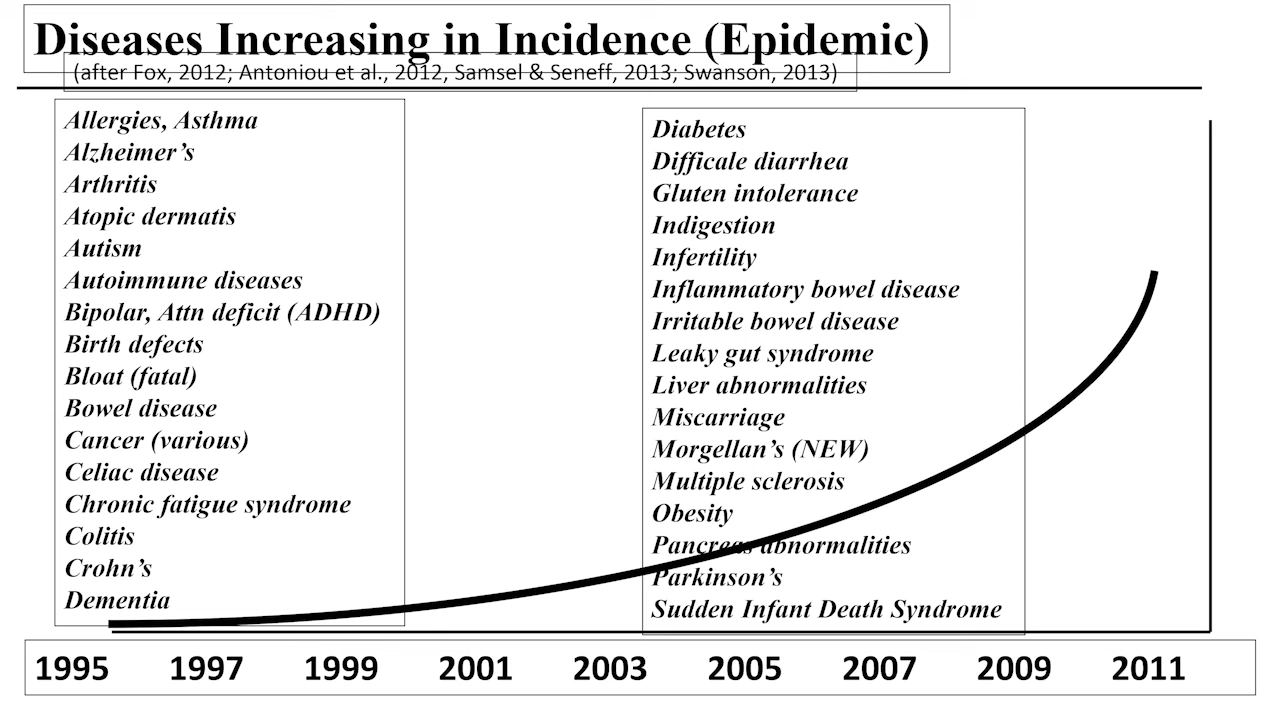 Diseases Increasing in Incidence (Epidemic)
(after Fox, 2012; Antoniou et al., 2012, Samsel & Seneff, 2013; Swanson, 2013)
Allergies, Asthma
Alzheimer’s
Arthritis
Atopic dermatis
Autism
Autoimmune diseases
Bipolar, Attn deficit (ADHD)
Birth defects
Bloat (fatal)
Bowel disease
Cancer (various)
Celiac disease
Chronic fatigue syndrome
Colitis
Crohn’s
Dementia
Diabetes
Difficale diarrhea
Gluten intolerance
Indigestion
Infertility
Inflammatory bowel disease
Irritable bowel disease
Leaky gut syndrome
Liver abnormalities
Miscarriage
Morgellan’s (NEW)
Multiple sclerosis
Obesity
Pancreas abnormalities
Parkinson’s
Sudden Infant Death Syndrome
1995 1997 1999 2001 2003 2005 2007 2009 2011